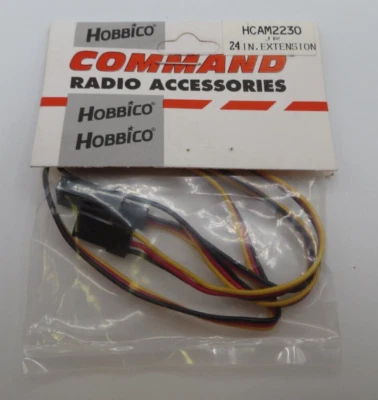 HOBBICO®
HCAM2230
J R
24 IN. EXTENSION
COMMAND
RADIO ACCESSORIES
HOBBICO®
HOBBICO®